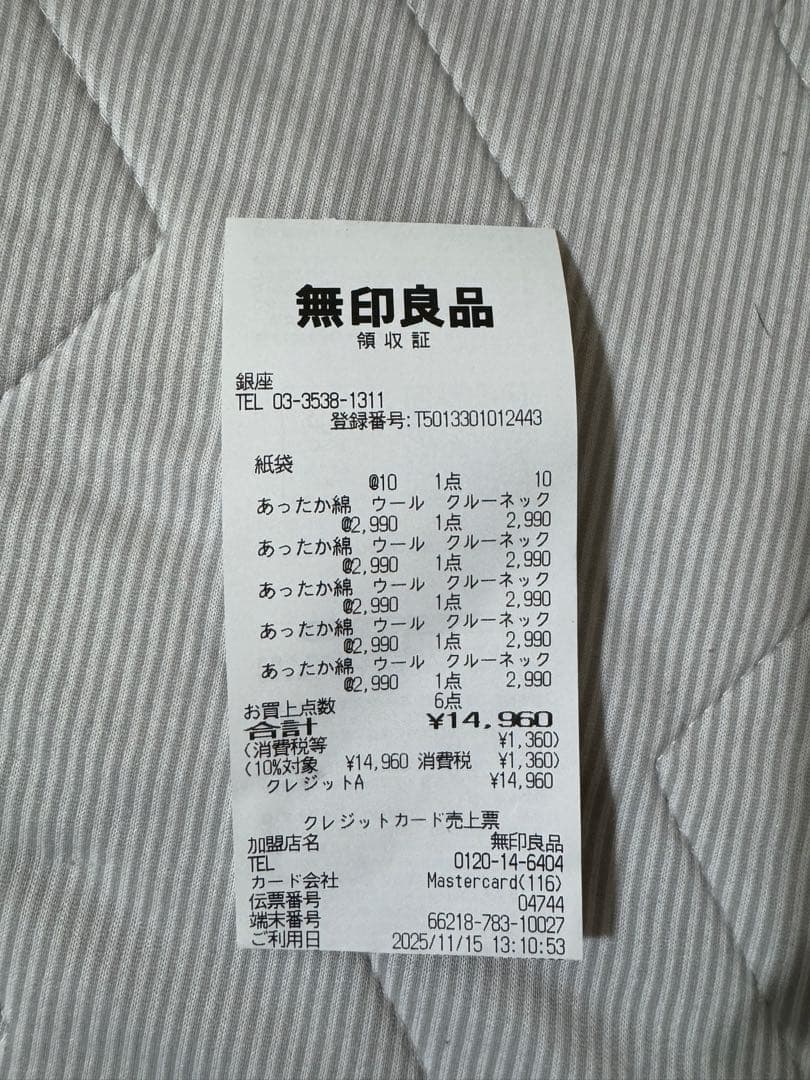 無印良品
領収証
銀座
TEL 03-3538-1311
登録番号:T5013301012443
紙袋
@10 1点 10
あったか綿 ウール クルーネック
@2,990 1点 2,990
あったか綿 ウール クルーネック
@2,990 1点 2,990
あったか綿 ウール クルーネック
@2,990 1点 2,990
あったか綿 ウール クルーネック
@2,990 1点 2,990
あったか綿 ウール クルーネック
@2,990 1点 2,990
お買上点数 6点
合計 ¥14,960
(消費税等 ¥1,360)
(10%対象 ¥14,960 消費税 ¥1,360)
クレジットA ¥14,960
クレジットカード売上票
加盟店名 無印良品
TEL 0120-14-6404
カード会社 Mastercard(116)
伝票番号 04744
端末番号 66218-783-10027
ご利用日 2025/11/15 13:10:53